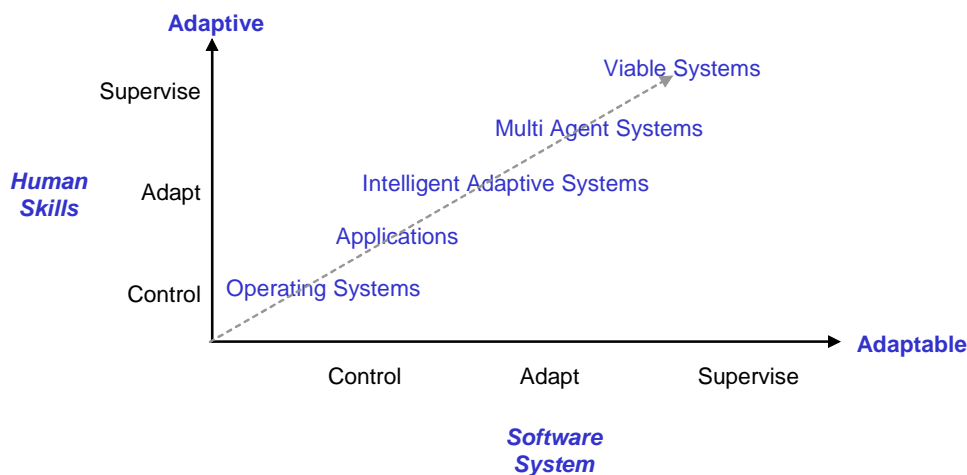 Adaptive
Viable Systems
Supervise
Multi Agent Systems
Human
Skills
Adapt
Intelligent Adaptive Systems
Applications
Control
Operating Systems
Adaptable
Control
Adapt
Supervise
Software
System